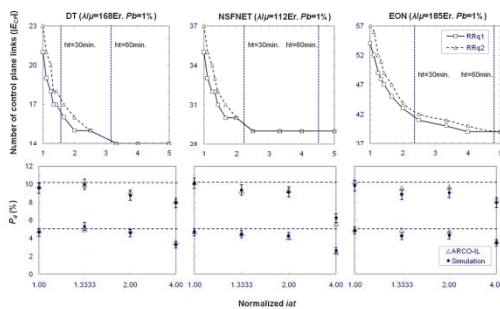 DT (λ/μ=168Er. Pb=1%)
NSFNET (λ/μ=112Er. Pb=1%)
EON (λ/μ=185Er. Pb=1%)
Number of control plane links (|E_CP|)
23
20
17
14
1 2 3 4 5
ht=30min. ht=60min.
37
34
31
28
1 2 3 4 5
ht=30min. ht=60min.
57
52
47
42
37
1 2 3 4 5
ht=30min.
ht=60min.
RRq1
RRq2
P_d (%)
12
10
8
6
4
2
0
1.00 1.3333 2.00 4.00
1.00 1.3333 2.00 4.00
1.00 1.3333 2.00 4.00
ARCO-IL
Simulation
Normalized iat